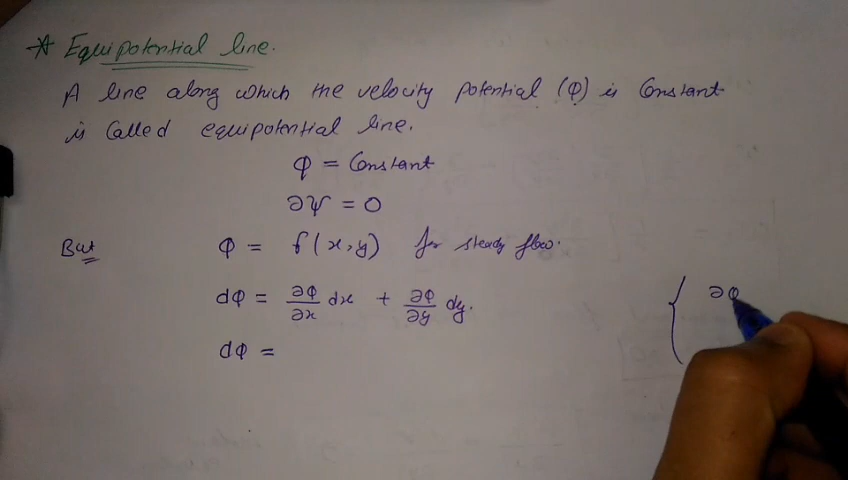 * Equipotential line.
A line along which the velocity potential (Φ) is Constant
is Called equipotential line.
Φ = Constant
∂Ψ = 0
But Φ = f(x,y) for steady flow.
dΦ = ∂Φ/∂x dx + ∂Φ/∂y dy.
{ ∂Φ
dΦ =